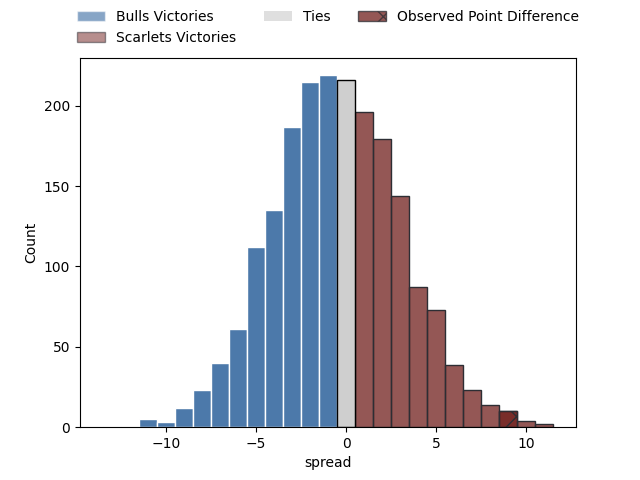 Bulls Victories
Ties
Observed Point Difference
Scarlets Victories
200
150
100
50
0
Count
−10
−5
0
5
10
spread